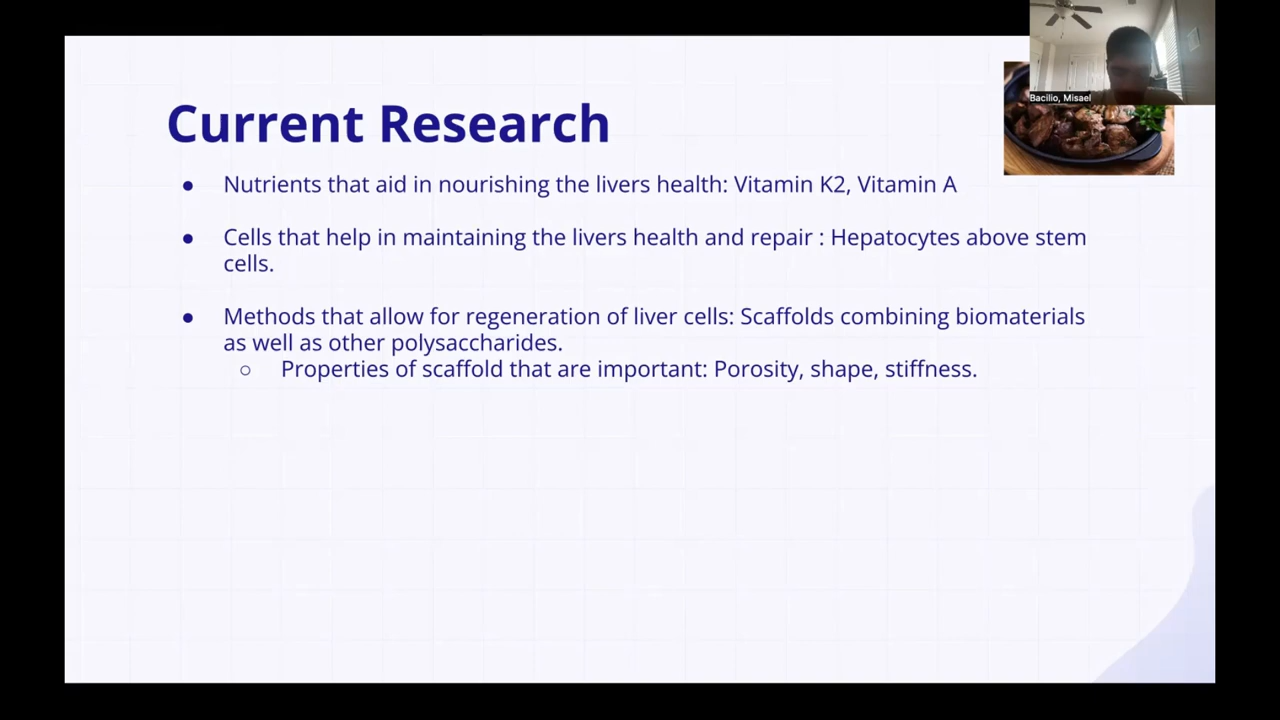 Bacilio, Misael
Current Research
● Nutrients that aid in nourishing the livers health: Vitamin K2, Vitamin A
● Cells that help in maintaining the livers health and repair : Hepatocytes above stem
cells.
● Methods that allow for regeneration of liver cells: Scaffolds combining biomaterials
as well as other polysaccharides.
○ Properties of scaffold that are important: Porosity, shape, stiffness.